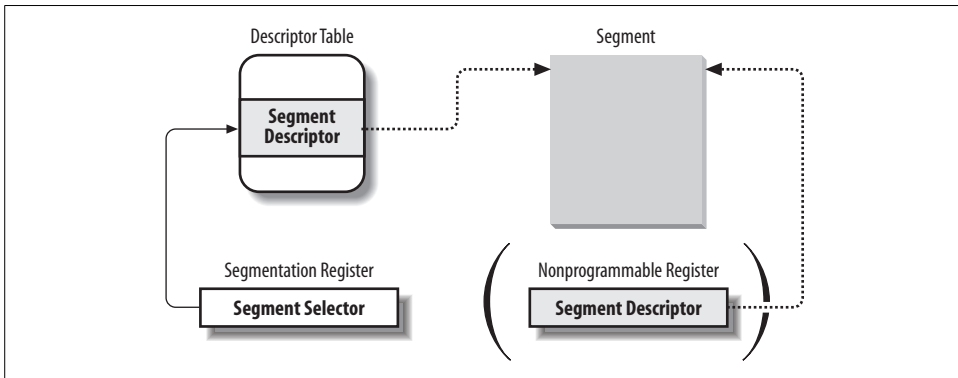 Descriptor Table
Segment
Segment
Descriptor
Segmentation Register
Segment Selector
Nonprogrammable Register
Segment Descriptor